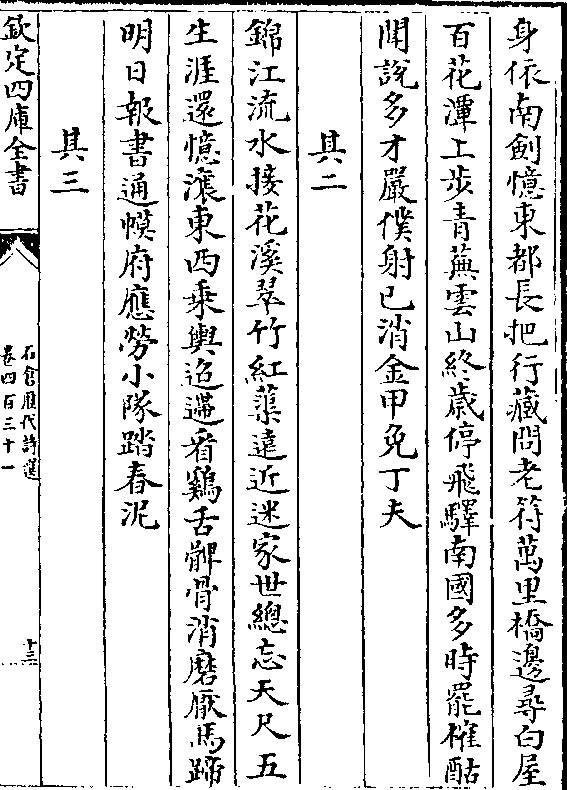 身依南劍憶東都長把行藏問老符萬里橋邊尋白屋
百花潭上步青蕪雲山終歲停飛驛南國多時罷榷酤
聞說多才嚴僕射已消金甲免丁夫
其二
錦江流水接花溪翠竹紅蕖遠近迷家世總忘天尺五
生涯還憶瀼東西乘輿迢遞看鷄舌髀骨消磨厭馬蹄
明日報書通幙府應勞小隊踏春泥
其三
欽定四庫全書
石倉歷代詩選
卷四百三十一
十三